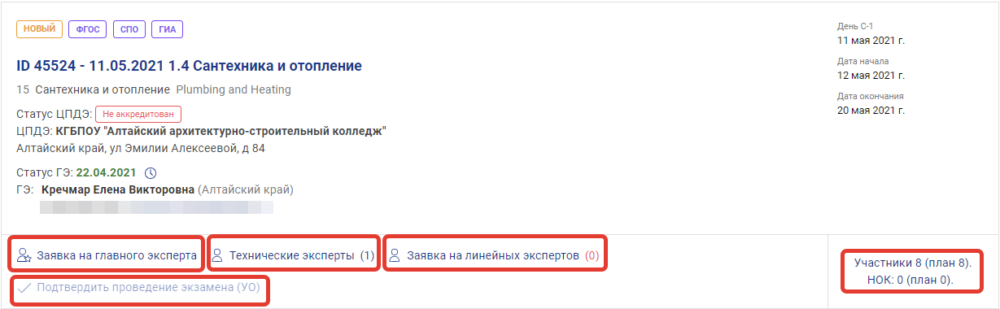 НОВЫЙ ФГОС СПО ГИА
ID 45524 - 11.05.2021 1.4 Сантехника и отопление
15 Сантехника и отопление Plumbing and Heating
Статус ЦПДЭ: Не аккредитован
ЦПДЭ: КГБПОУ "Алтайский архитектурно-строительный колледж"
Алтайский край, ул Эмилии Алексеевой, д 84
Статус ГЭ: 22.04.2021
ГЭ: Кречмар Елена Викторовна (Алтайский край)
День С-1
11 мая 2021 г.
Дата начала
12 мая 2021 г.
Дата окончания
20 мая 2021 г.
Заявка на главного эксперта Технические эксперты (1) Заявка на линейных экспертов (0)
Подтвердить проведение экзамена (УО)
Участники 8 (план 8).
НОК: 0 (план 0).